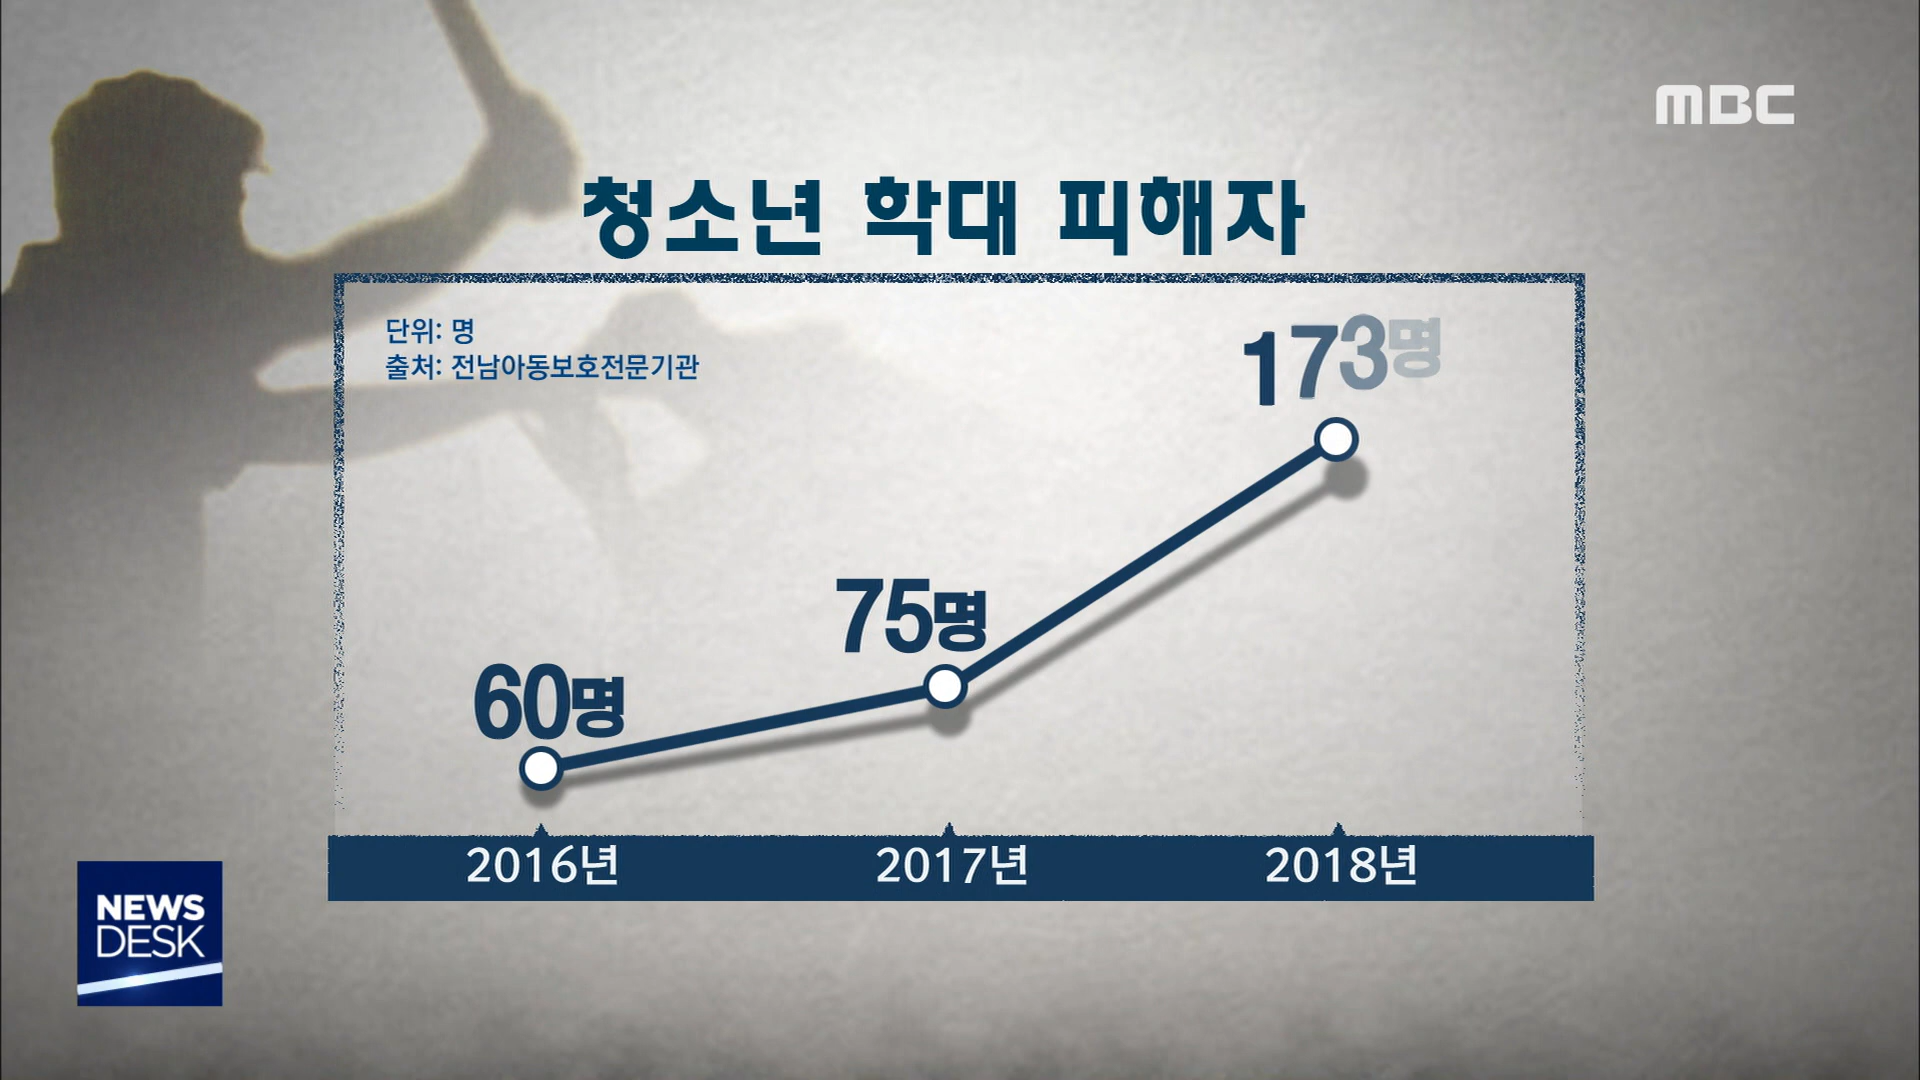 MBC
청소년 학대 피해자
단위: 명
출처: 전남아동보호전문기관
173명
75명
60명
2016년 2017년 2018년
NEWS
DESK